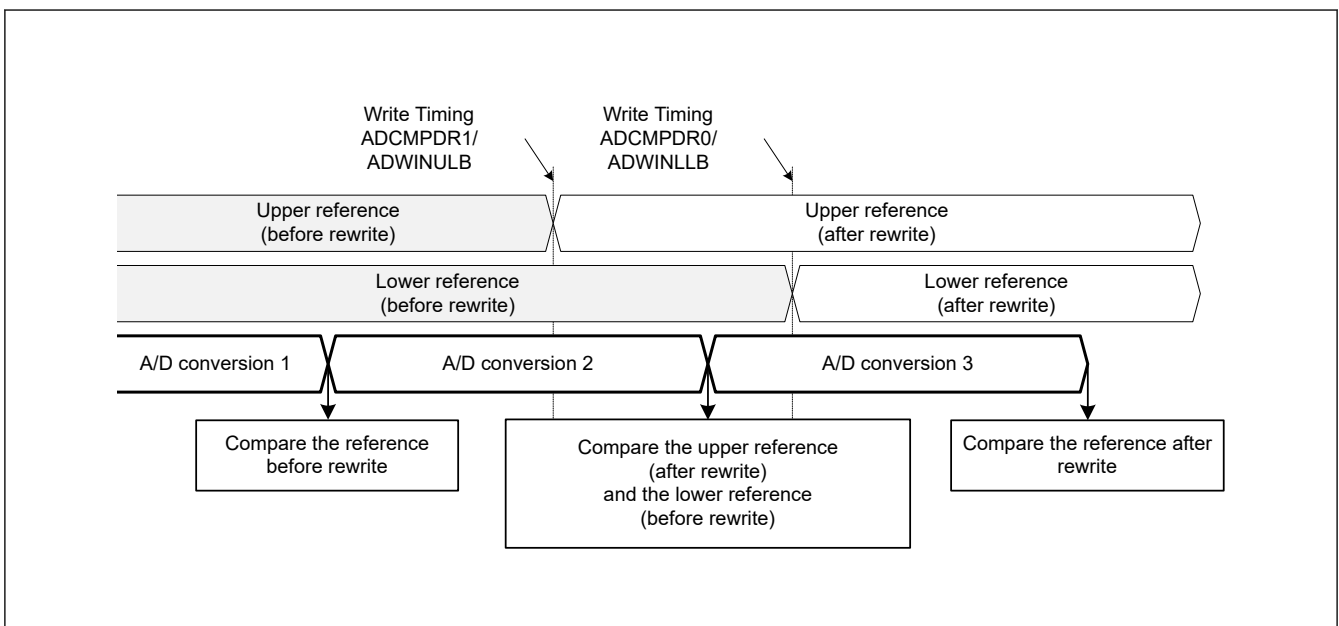 Write Timing
ADCMPDR1/
ADWINULB
Write Timing
ADCMPDR0/
ADWINLLB
Upper reference
(before rewrite)
Upper reference
(after rewrite)
Lower reference
(before rewrite)
Lower reference
(after rewrite)
A/D conversion 1
A/D conversion 2
A/D conversion 3
Compare the reference
before rewrite
Compare the upper reference
(after rewrite)
and the lower reference
(before rewrite)
Compare the reference after
rewrite